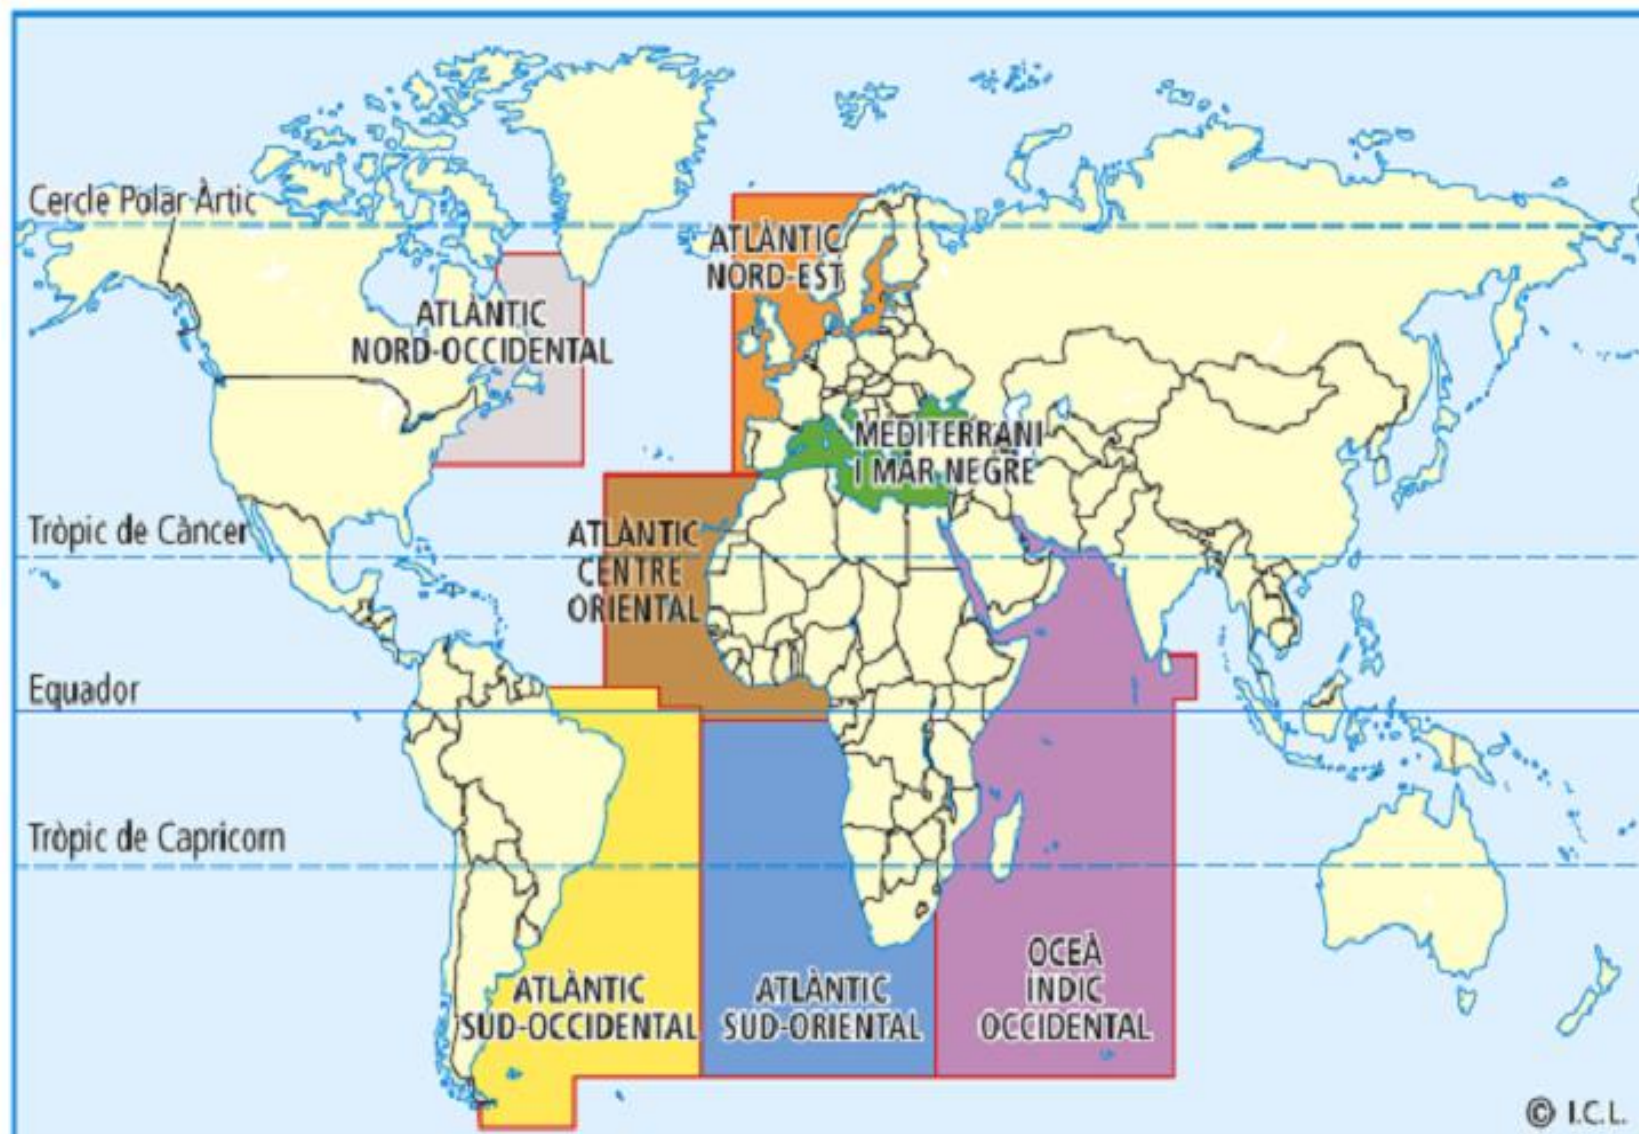 Cercle Polar Àrtic
ATLÀNTIC
NORD-EST
ATLÀNTIC
NORD-OCCIDENTAL
MEDITERRANI
I MAR NEGRE
Tròpic de Càncer
ATLÀNTIC
CENTRE
ORIENTAL
Equador
Tròpic de Capricorn
ATLÀNTIC
SUD-OCCIDENTAL
ATLÀNTIC
SUD-ORIENTAL
OCEÀ
ÍNDIC
OCCIDENTAL
© I.C.L.